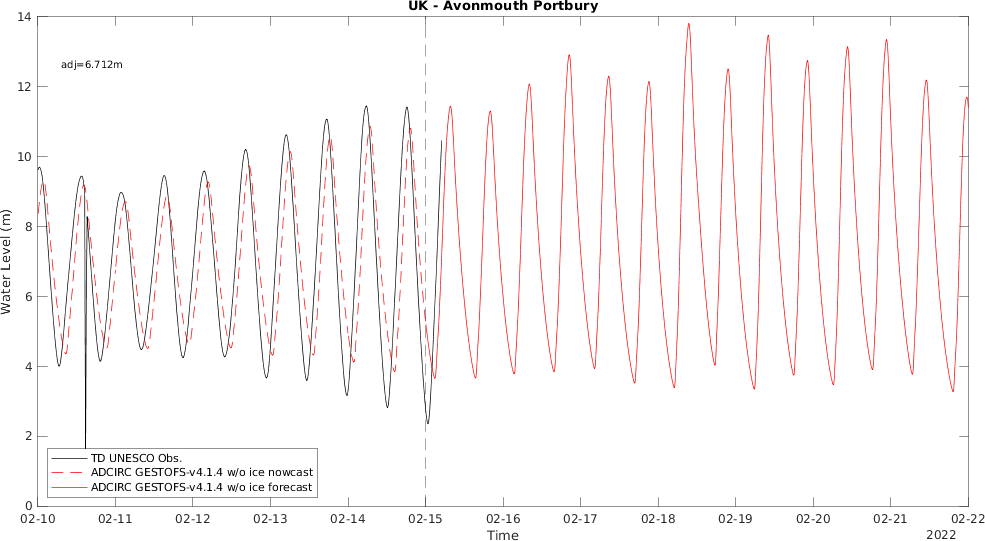 UK - Avonmouth Portbury
14
12
10
8
6
4
2
0
Water Level (m)
adj=6.712m
TD UNESCO Obs.
ADCIRC GESTOFS-v4.1.4 w/o ice nowcast
ADCIRC GESTOFS-v4.1.4 w/o ice forecast
02-10 02-11 02-12 02-13 02-14 02-15 02-16 02-17 02-18 02-19 02-20 02-21 02-22
Time
2022